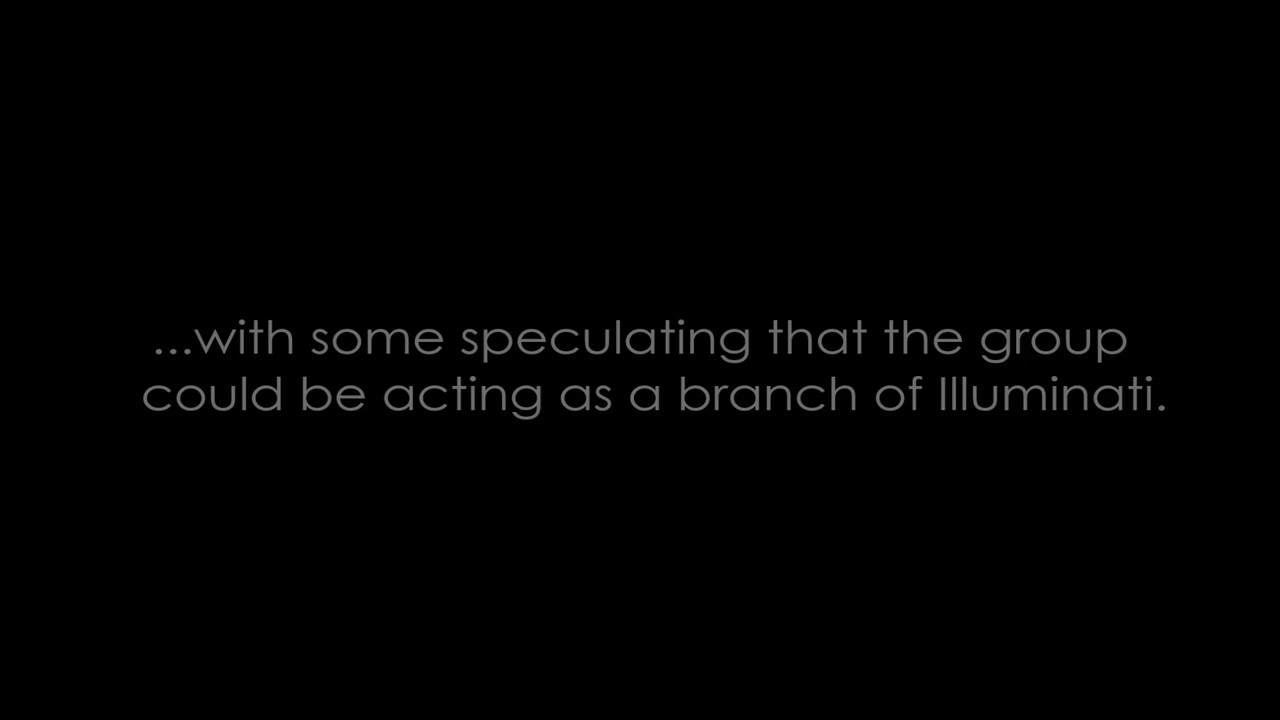 ...with some speculating that the group
could be acting as a branch of Illuminati.